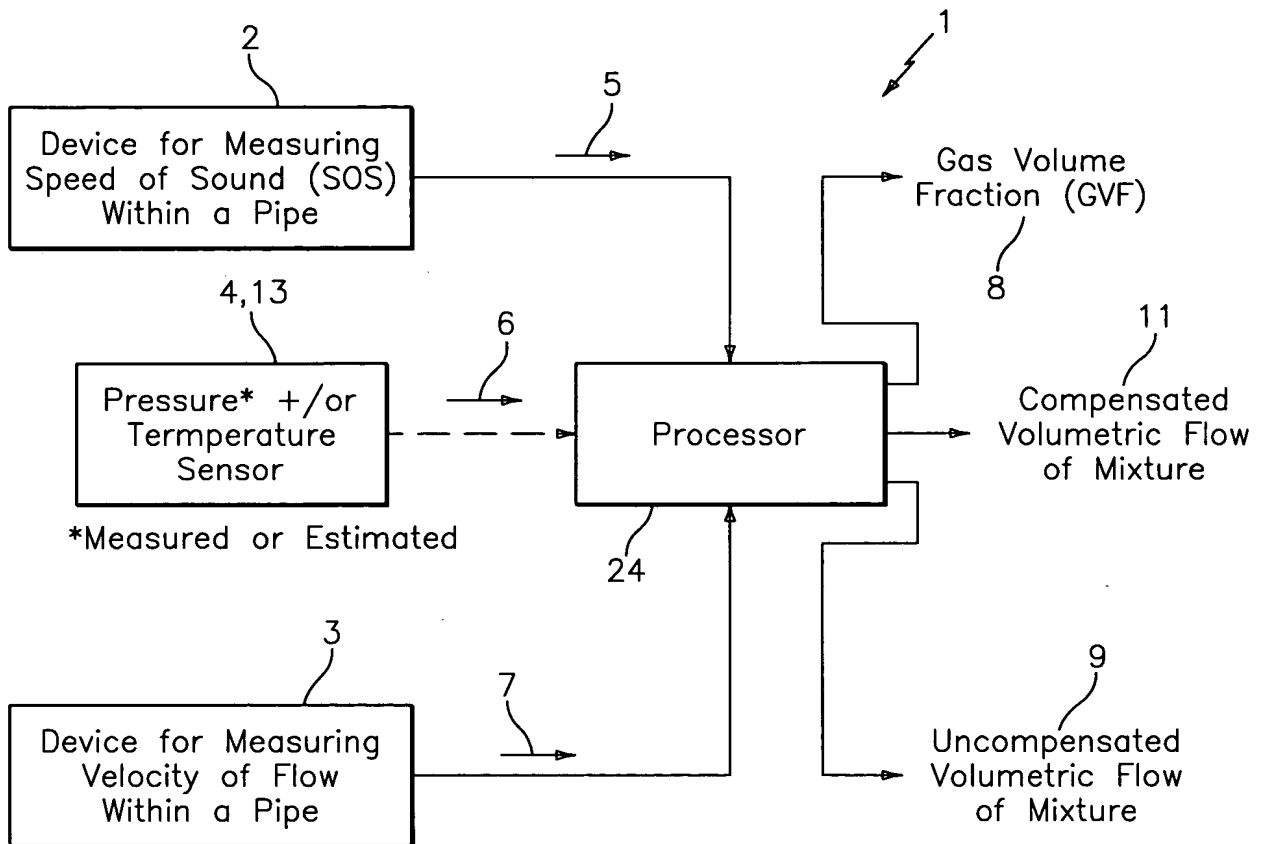 1
2
Device for Measuring
Speed of Sound (SOS)
Within a Pipe
5
Gas Volume
Fraction (GVF)
8
4,13
Pressure* +/or
Termperature
Sensor
*Measured or Estimated
6
Processor
24
11
Compensated
Volumetric Flow
of Mixture
3
Device for Measuring
Velocity of Flow
Within a Pipe
7
9
Uncompensated
Volumetric Flow
of Mixture